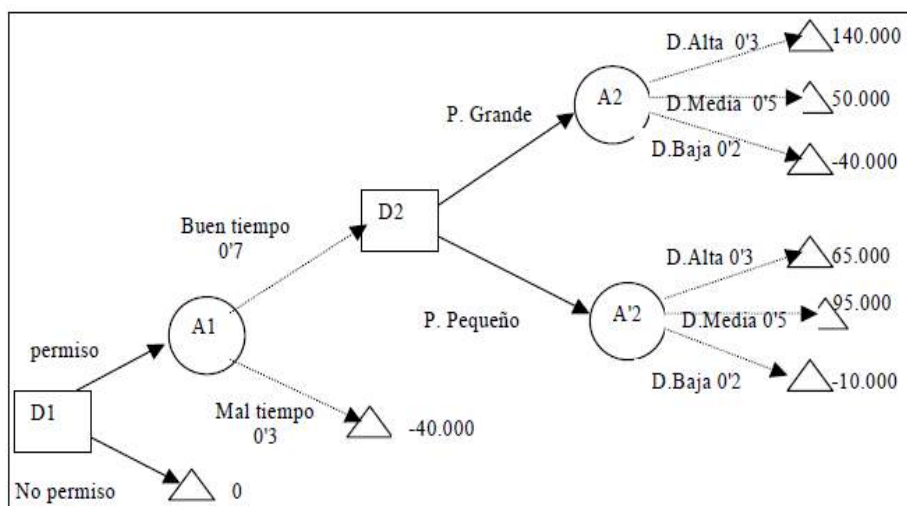 D.Alta 0'3
140.000
A2
D.Media 0'5
50.000
P. Grande
D.Baja 0'2
-40.000
D2
Buen tiempo
0'7
D.Alta 0'3
65.000
A'2
D.Media 0'5
95.000
P. Pequeño
D.Baja 0'2
-10.000
A1
permiso
Mal tiempo
0'3
-40.000
D1
No permiso
0